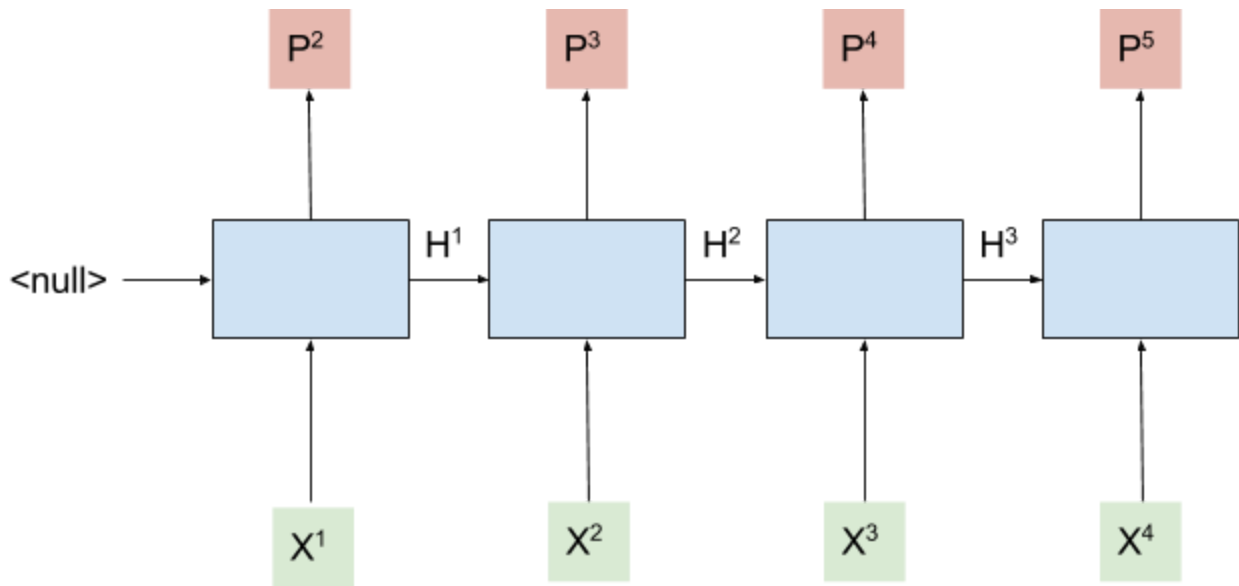 P²
P³
P⁴
P⁵
<null>
H¹
H²
H³
X¹
X²
X³
X⁴